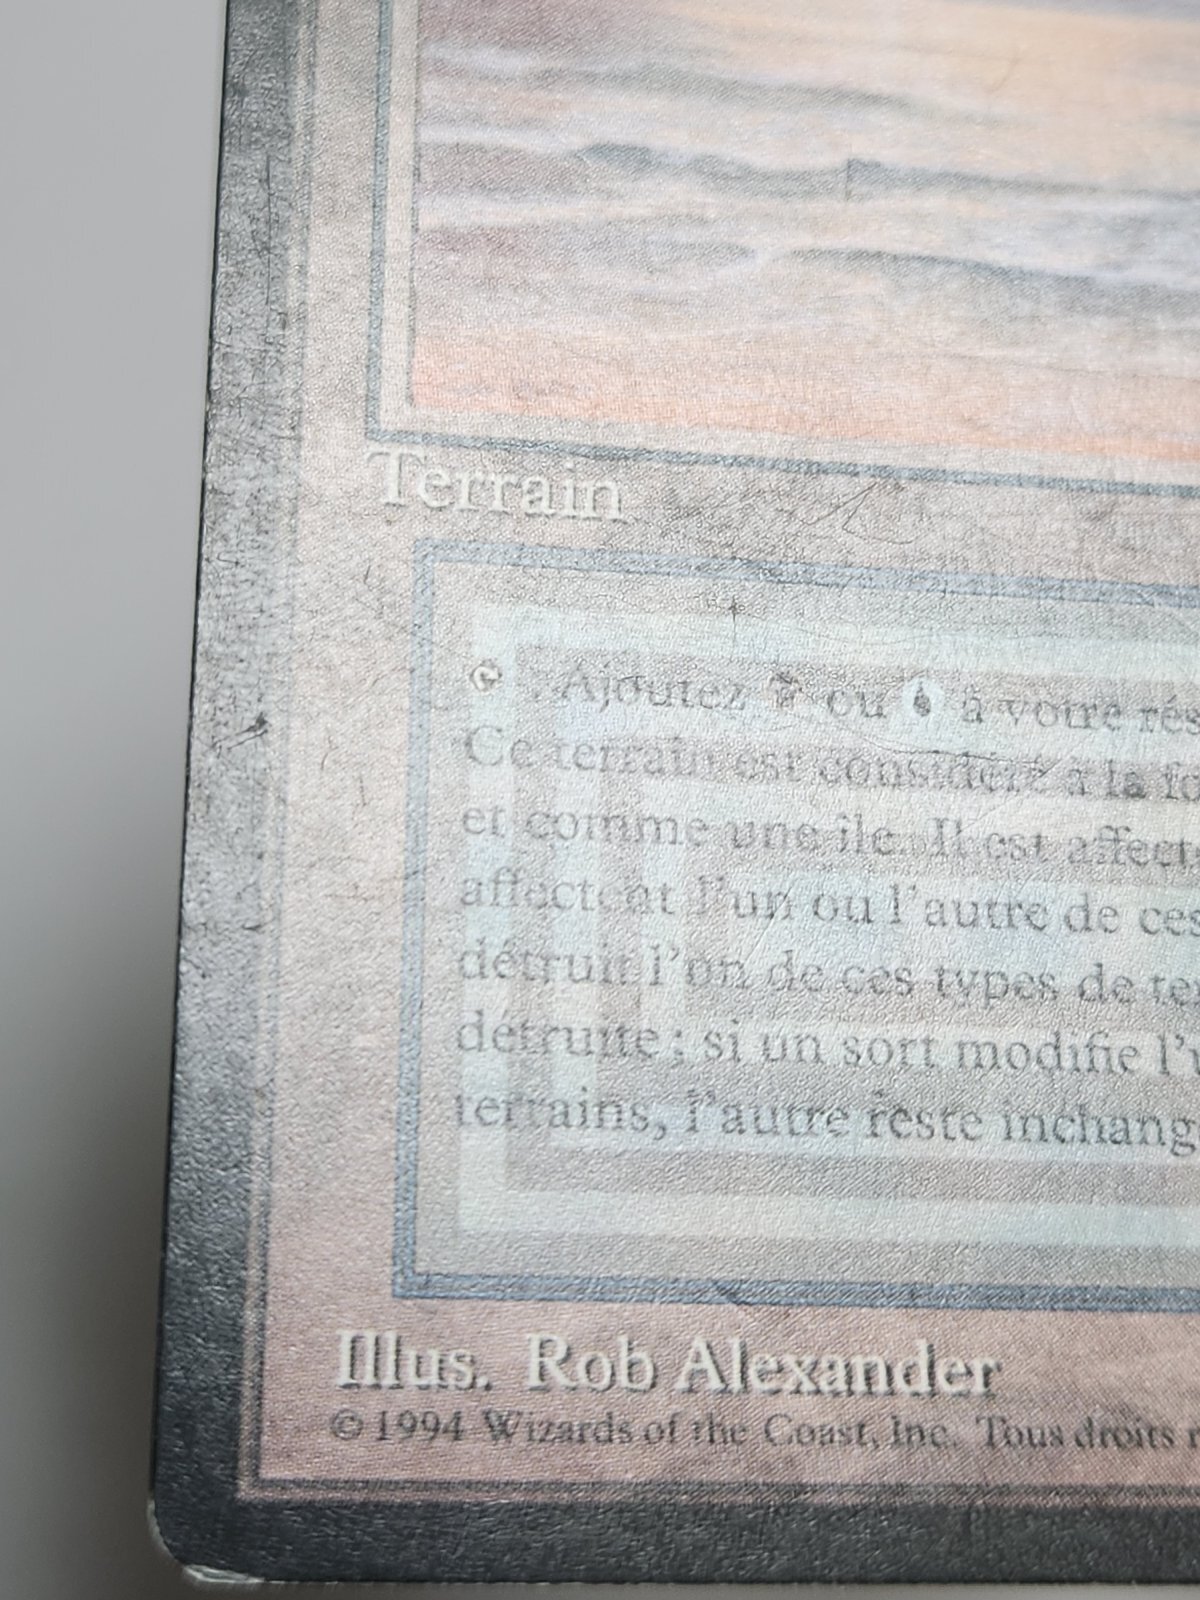 Terrain
: Ajoutez ou à votre rés
Ce terrain est considéré à la fo
et comme une île. Il est affect
affectent l'un ou l'autre de ces
détruit l'un de ces types de te
détruite ; si un sort modifie l'u
terrains, l'autre reste inchang
Illus. Rob Alexander
© 1994 Wizards of the Coast, Inc. Tous droits r